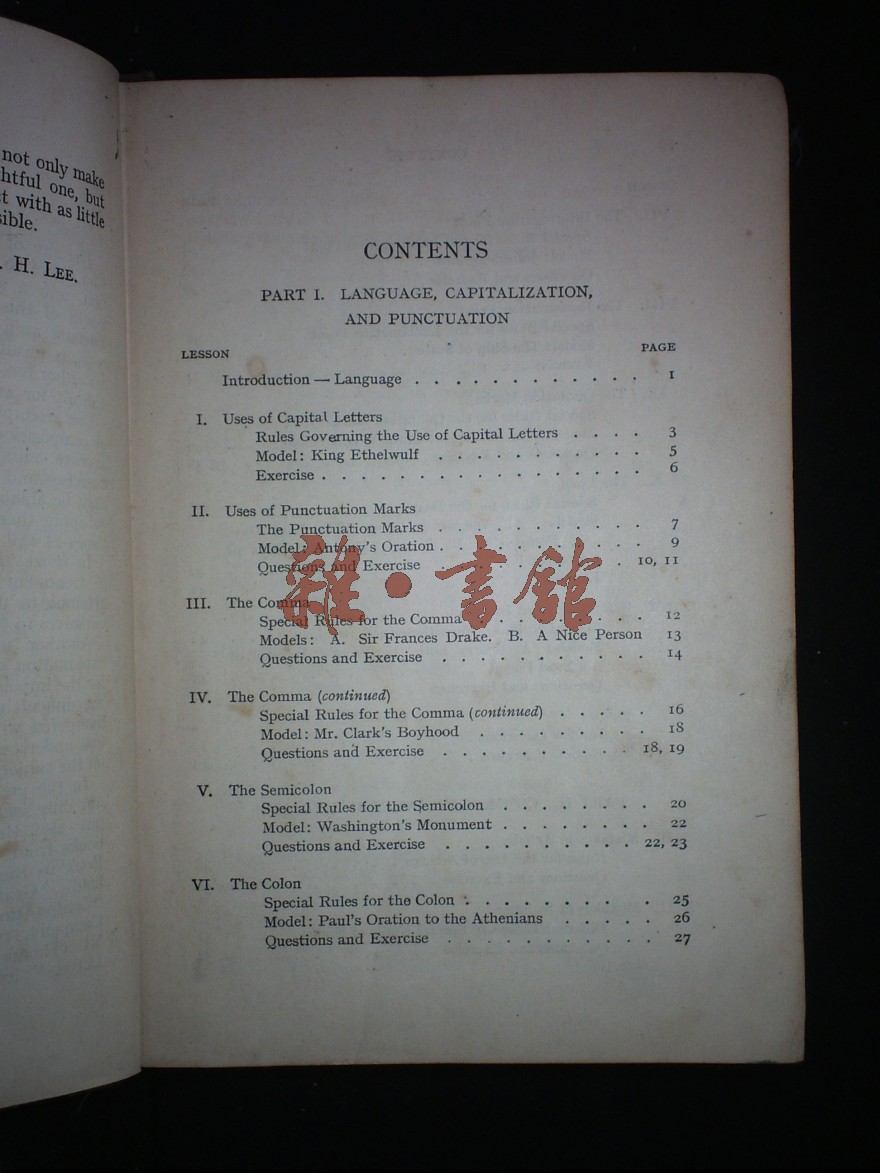 not only make
htful one, but
t with as little
sible.
. H. LEE.
CONTENTS
PART I. LANGUAGE, CAPITALIZATION,
AND PUNCTUATION
LESSON PAGE
Introduction — Language . . . . . . . . . . . . 1
I. Uses of Capital Letters
Rules Governing the Use of Capital Letters . . . . 3
Model: King Ethelwulf . . . . . . . . . . . 5
Exercise . . . . . . . . . . . . . . . . 6
II. Uses of Punctuation Marks
The Punctuation Marks . . . . . . . . . . . 7
Model: Antony's Oration . . . . . . . . . . . 9
Questions and Exercise . . . . . . . . . . 10, 11
雜·書館
III. The Comma
Special Rules for the Comma . . . . . . . . 12
Models: A. Sir Frances Drake. B. A Nice Person 13
Questions and Exercise . . . . . . . . . . . 14
IV. The Comma (continued)
Special Rules for the Comma (continued) . . . . . 16
Model: Mr. Clark's Boyhood . . . . . . . . . 18
Questions and Exercise . . . . . . . . . . 18, 19
V. The Semicolon
Special Rules for the Semicolon . . . . . . . . 20
Model: Washington's Monument . . . . . . . . 22
Questions and Exercise . . . . . . . . . . 22, 23
VI. The Colon
Special Rules for the Colon . . . . . . . . . 25
Model: Paul's Oration to the Athenians . . . . . 26
Questions and Exercise . . . . . . . . . . . 27